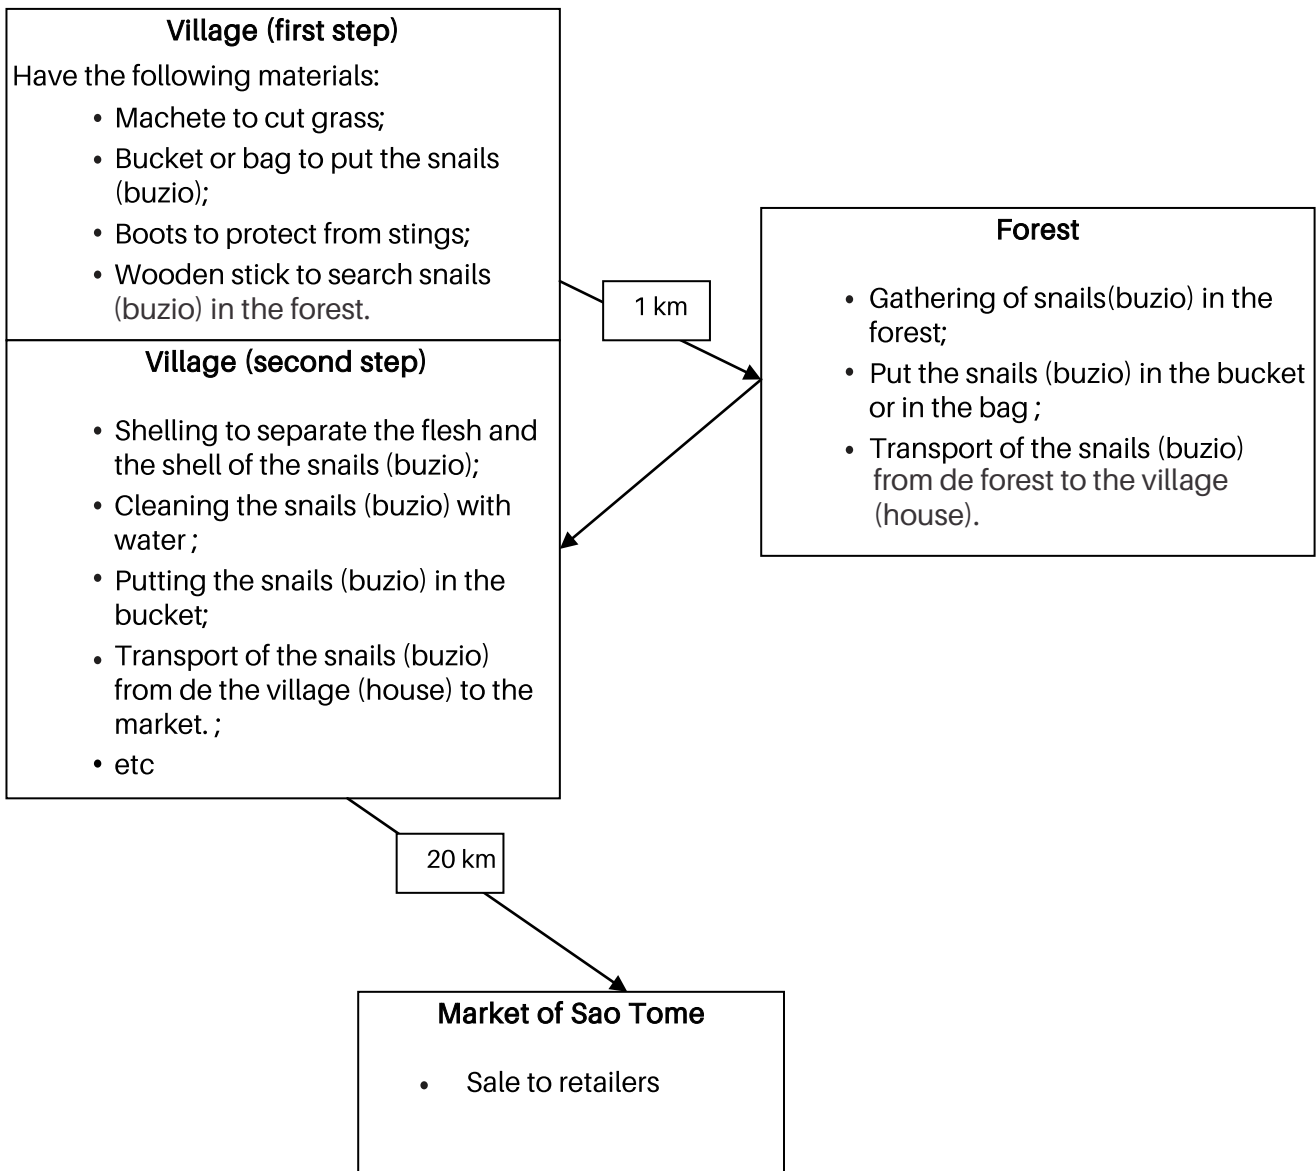 Village (first step)
Have the following materials:
• Machete to cut grass;
• Bucket or bag to put the snails
(buzio);
• Boots to protect from stings;
• Wooden stick to search snails
(buzio) in the forest.
1 km
Forest
• Gathering of snails(buzio) in the
forest;
• Put the snails (buzio) in the bucket
or in the bag ;
• Transport of the snails (buzio)
from de forest to the village
(house).
Village (second step)
• Shelling to separate the flesh and
the shell of the snails (buzio);
• Cleaning the snails (buzio) with
water ;
• Putting the snails (buzio) in the
bucket;
• Transport of the snails (buzio)
from de the village (house) to the
market. ;
• etc
20 km
Market of Sao Tome
• Sale to retailers